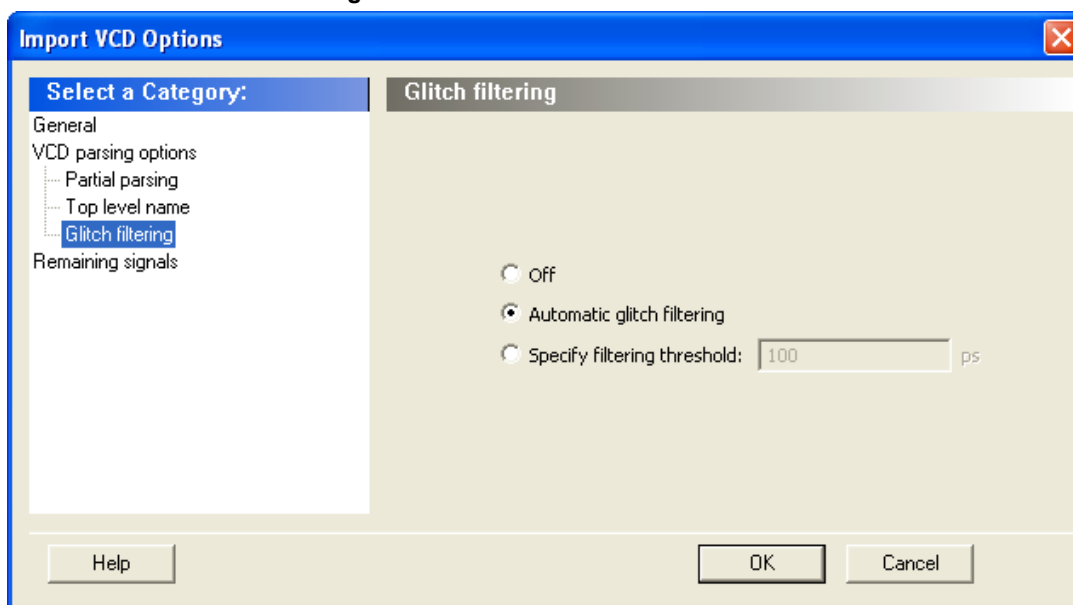 Import VCD Options
Select a Category:
General
VCD parsing options
Partial parsing
Top level name
Glitch filtering
Remaining signals
Glitch filtering
Off
Automatic glitch filtering
Specify filtering threshold: 100 ps
Help OK Cancel